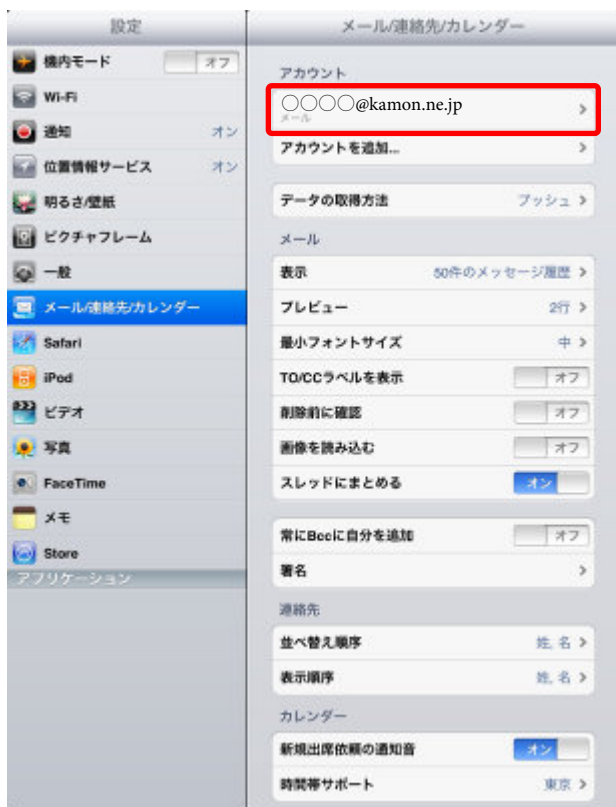 設定
機内モード オフ
Wi-Fi
通知 オン
位置情報サービス オン
明るさ/壁紙
ピクチャフレーム
一般
メール/連絡先/カレンダー
Safari
iPod
ビデオ
写真
FaceTime
メモ
Store
アプリケーション
メール/連絡先/カレンダー
アカウント
○○○○@kamon.ne.jp
メール
アカウントを追加...
データの取得方法 プッシュ
メール
表示 50件のメッセージ履歴
プレビュー 2行
最小フォントサイズ 中
TO/CCラベルを表示 オフ
削除前に確認 オフ
画像を読み込む オフ
スレッドにまとめる オン
常にBccに自分を追加 オフ
署名
連絡先
並べ替え順序 姓, 名
表示順序 姓, 名
カレンダー
新規出席依頼の通知音 オン
時間帯サポート 東京